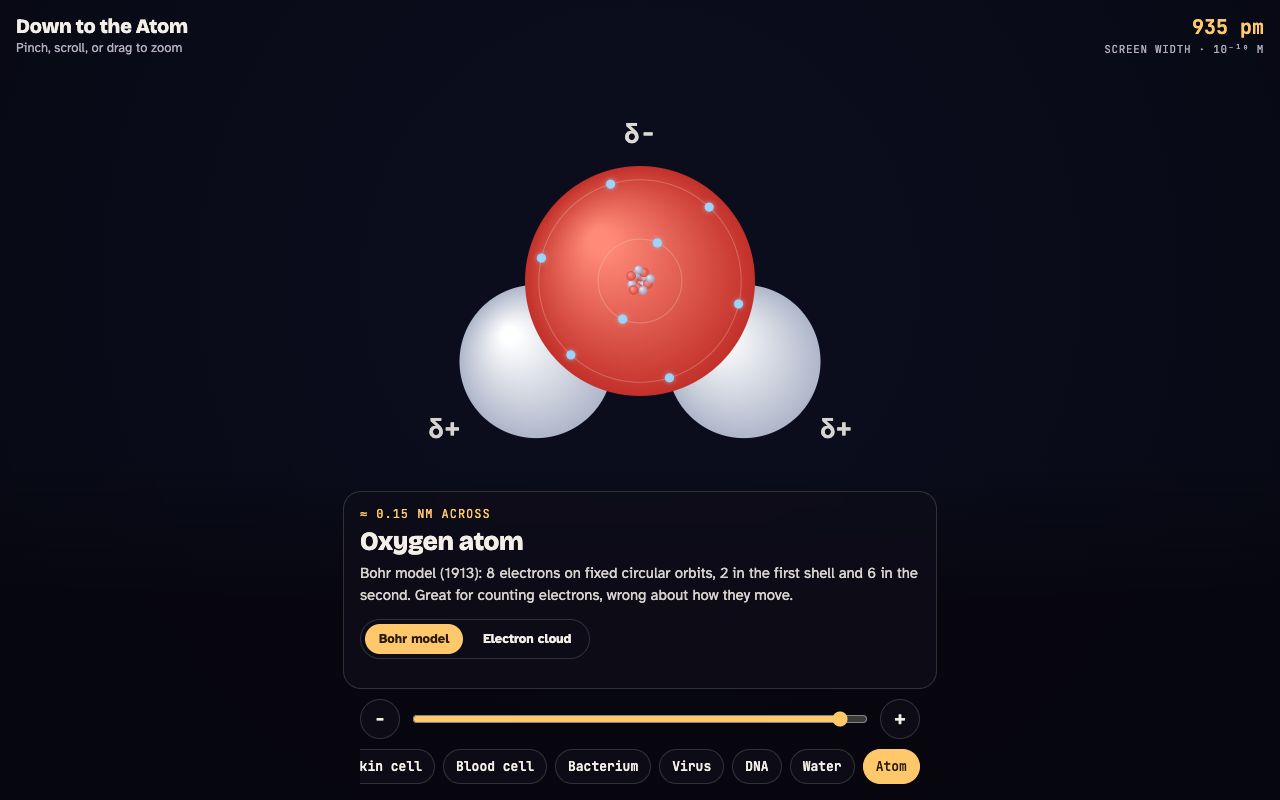 Down to the Atom
Pinch, scroll, or drag to zoom
935 pm
SCREEN WIDTH · 10⁻¹⁰ M
δ-
δ+
δ+
≈ 0.15 NM ACROSS
Oxygen atom
Bohr model (1913): 8 electrons on fixed circular orbits, 2 in the first shell and 6 in the
second. Great for counting electrons, wrong about how they move.
Bohr model
Electron cloud
-
+
kin cell
Blood cell
Bacterium
Virus
DNA
Water
Atom